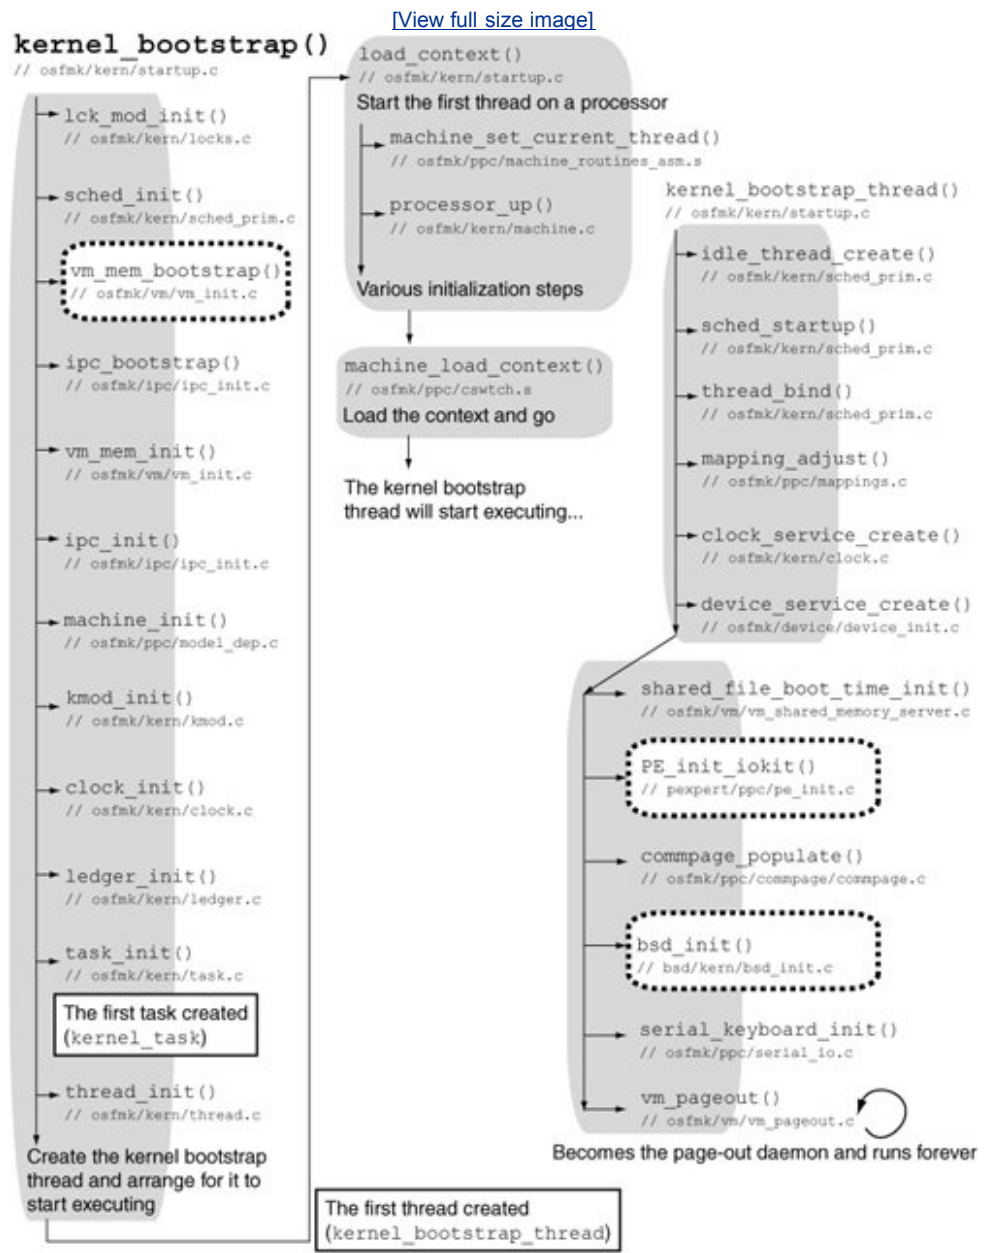 [View full size image]
kernel_bootstrap()
// osfmk/kern/startup.c
lck_mod_init()
// osfmk/kern/locks.c
sched_init()
// osfmk/kern/sched_prim.c
vm_mem_bootstrap()
// osfmk/vm/vm_init.c
ipc_bootstrap()
// osfmk/ipc/ipc_init.c
vm_mem_init()
// osfmk/vm/vm_init.c
ipc_init()
// osfmk/ipc/ipc_init.c
machine_init()
// osfmk/ppc/model_dep.c
kmod_init()
// osfmk/kern/kmod.c
clock_init()
// osfmk/kern/clock.c
ledger_init()
// osfmk/kern/ledger.c
task_init()
// osfmk/kern/task.c
The first task created
(kernel_task)
thread_init()
// osfmk/kern/thread.c
Create the kernel bootstrap
thread and arrange for it to
start executing
The first thread created
(kernel_bootstrap_thread)
load_context()
// osfmk/kern/startup.c
Start the first thread on a processor
machine_set_current_thread()
// osfmk/ppc/machine_routines_asm.s
processor_up()
// osfmk/kern/machine.c
Various initialization steps
machine_load_context()
// osfmk/ppc/cswtch.s
Load the context and go
The kernel bootstrap
thread will start executing...
kernel_bootstrap_thread()
// osfmk/kern/startup.c
idle_thread_create()
// osfmk/kern/sched_prim.c
sched_startup()
// osfmk/kern/sched_prim.c
thread_bind()
// osfmk/kern/sched_prim.c
mapping_adjust()
// osfmk/ppc/mappings.c
clock_service_create()
// osfmk/kern/clock.c
device_service_create()
// osfmk/device/device_init.c
shared_file_boot_time_init()
// osfmk/vm/vm_shared_memory_server.c
PE_init_iokit()
// pexpert/ppc/pe_init.c
commpage_populate()
// osfmk/ppc/commpage/commpage.c
bsd_init()
// bsd/kern/bsd_init.c
serial_keyboard_init()
// osfmk/ppc/serial_io.c
vm_pageout()
// osfmk/vm/vm_pageout.c
Becomes the page-out daemon and runs forever